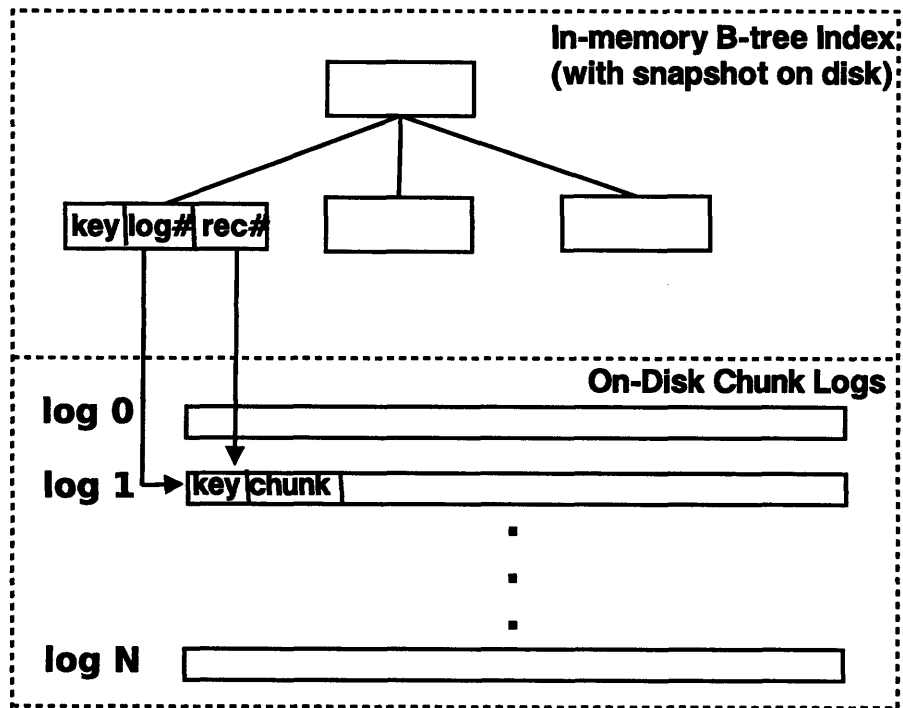 In-memory B-tree Index
(with snapshot on disk)
key log# rec#
On-Disk Chunk Logs
log 0
log 1 key chunk
log N